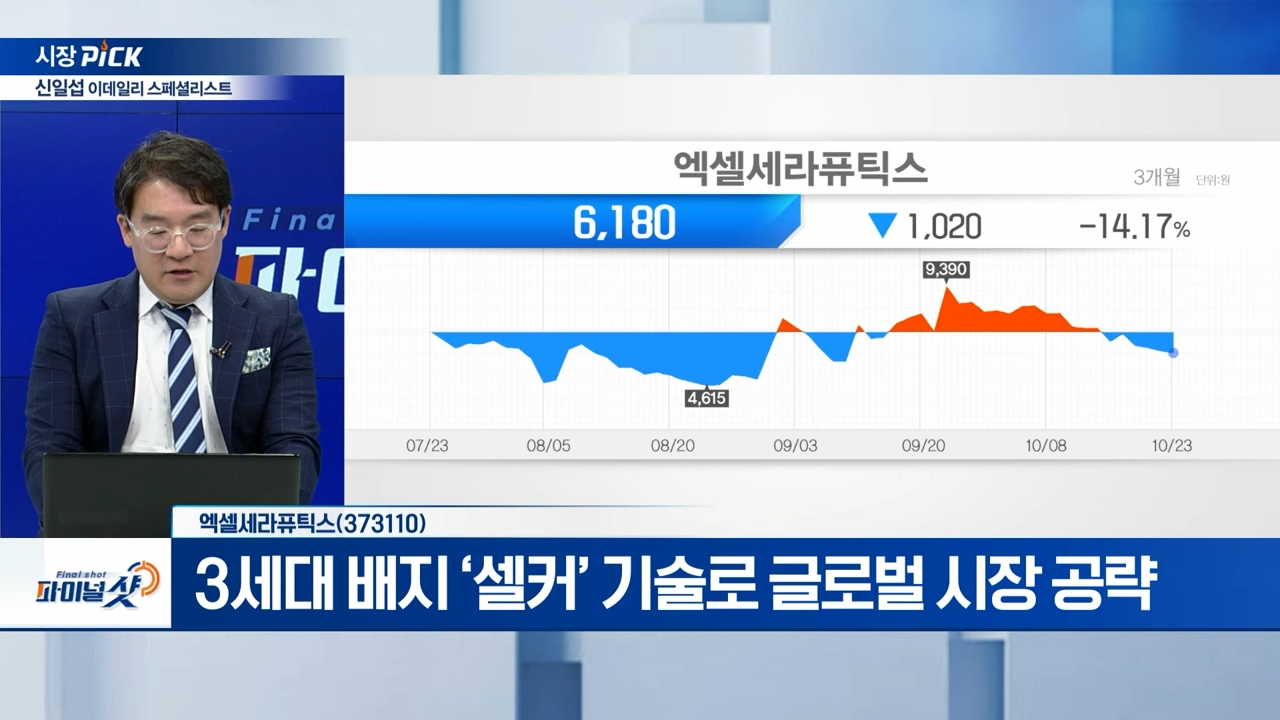 시장 PiCK
신일섭 이데일리 스페셜리스트
Fina
파이
엑셀세라퓨틱스
3개월 단위:원
6,180 ▼ 1,020 -14.17%
9,390
4,615
07/23 08/05 08/20 09/03 09/20 10/08 10/23
엑셀세라퓨틱스(373110)
Final shot
파이널샷
3세대 배지 ‘셀커’ 기술로 글로벌 시장 공략